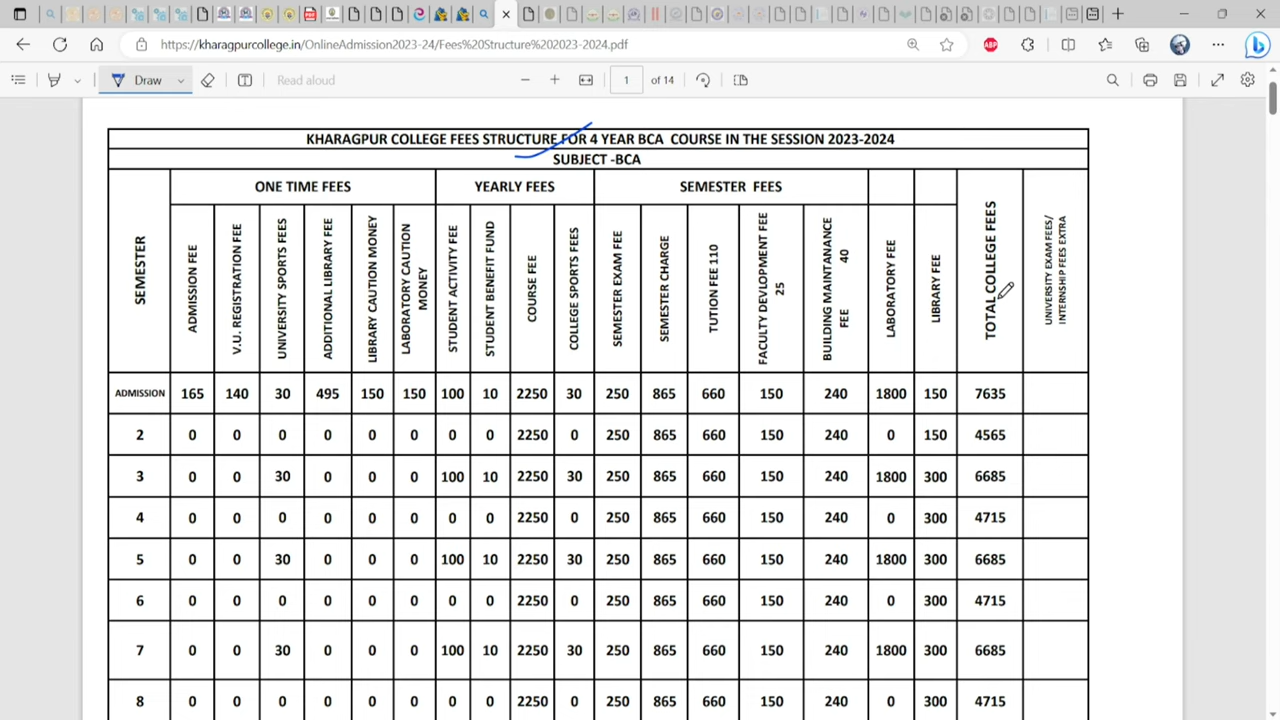 https://kharagpurcollege.in/OnlineAdmission2023-24/Fees%20Structure%202023-2024.pdf
ABP
Draw
Read aloud
1 of 14
KHARAGPUR COLLEGE FEES STRUCTURE FOR 4 YEAR BCA COURSE IN THE SESSION 2023-2024
SUBJECT -BCA
ONE TIME FEES YEARLY FEES SEMESTER FEES
SEMESTER
ADMISSION FEE
V.U. REGISTRATION FEE
UNIVERSITY SPORTS FEES
ADDITIONAL LIBRARY FEE
LIBRARY CAUTION MONEY
LABORATORY CAUTION
MONEY
STUDENT ACTIVITY FEE
STUDENT BENEFIT FUND
COURSE FEE
COLLEGE SPORTS FEES
SEMESTER EXAM FEE
SEMESTER CHARGE
TUTION FEE 110
FACULTY DEVLOPMENT FEE
25
BUILDING MAINTANANCE
FEE 40
LABORATORY FEE
LIBRARY FEE
TOTAL COLLEGE FEES
UNIVERSITY EXAM FEES/
INTERNSHIP FEES EXTRA
ADMISSION 165 140 30 495 150 150 100 10 2250 30 250 865 660 150 240 1800 150 7635
2 0 0 0 0 0 0 0 0 2250 0 250 865 660 150 240 0 150 4565
3 0 0 30 0 0 0 100 10 2250 30 250 865 660 150 240 1800 300 6685
4 0 0 0 0 0 0 0 0 2250 0 250 865 660 150 240 0 300 4715
5 0 0 30 0 0 0 100 10 2250 30 250 865 660 150 240 1800 300 6685
6 0 0 0 0 0 0 0 0 2250 0 250 865 660 150 240 0 300 4715
7 0 0 30 0 0 0 100 10 2250 30 250 865 660 150 240 1800 300 6685
8 0 0 0 0 0 0 0 0 2250 0 250 865 660 150 240 0 300 4715